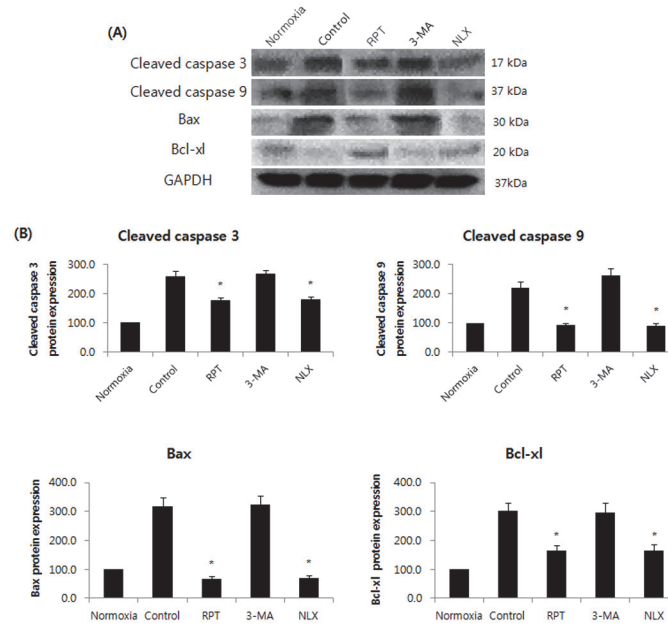 (A)
Normoxia Control RPT 3-MA NLX
Cleaved caspase 3 17 kDa
Cleaved caspase 9 37 kDa
Bax 30 kDa
Bcl-xl 20 kDa
GAPDH 37kDa
(B)
Cleaved caspase 3
Cleaved caspase 3
protein expression
300.0
200.0
100.0
0.0
* *
Normoxia Control RPT 3-MA NLX
Cleaved caspase 9
Cleaved caspase 9
protein expression
300.0
200.0
100.0
0.0
* *
Normoxia Control RPT 3-MA NLX
Bax
Bax protein expression
400.0
300.0
200.0
100.0
0.0
* *
Normoxia Control RPT 3-MA NLX
Bcl-xl
Bcl-xl protein expression
400.0
300.0
200.0
100.0
0.0
* *
Normoxia Control RPT 3-MA NLX